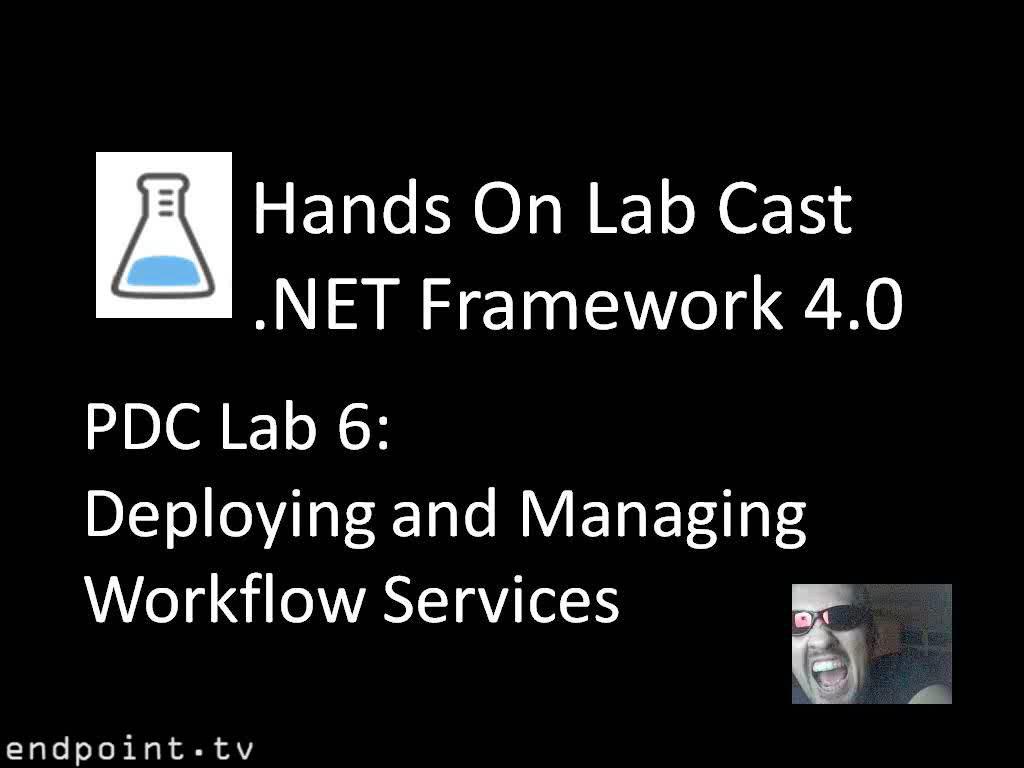 Hands On Lab Cast
.NET Framework 4.0
PDC Lab 6:
Deploying and Managing
Workflow Services
endpoint.tv